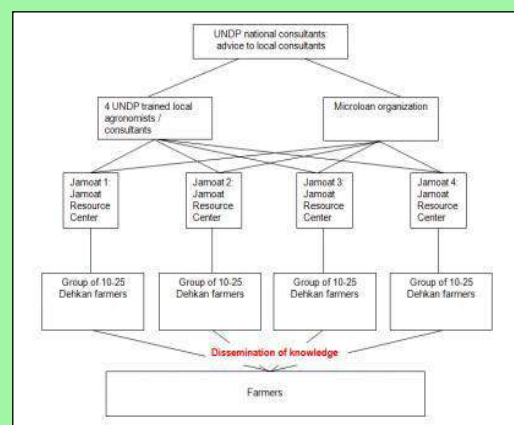 UNDP national consultants
advice to local consultants
4 UNDP trained local
agronomists /
consultants
Microloan organization
Jamoat 1:
Jamoat
Resource
Center
Jamoat 2:
Jamoat
Resource
Center
Jamoat 3:
Jamoat
Resource
Center
Jamoat 4:
Jamoat
Resource
Center
Group of 10-25
Dehkan farmers
Group of 10-25
Dehkan farmers
Group of 10-25
Dehkan farmers
Group of 10-25
Dehkan farmers
Dissemination of knowledge
Farmers